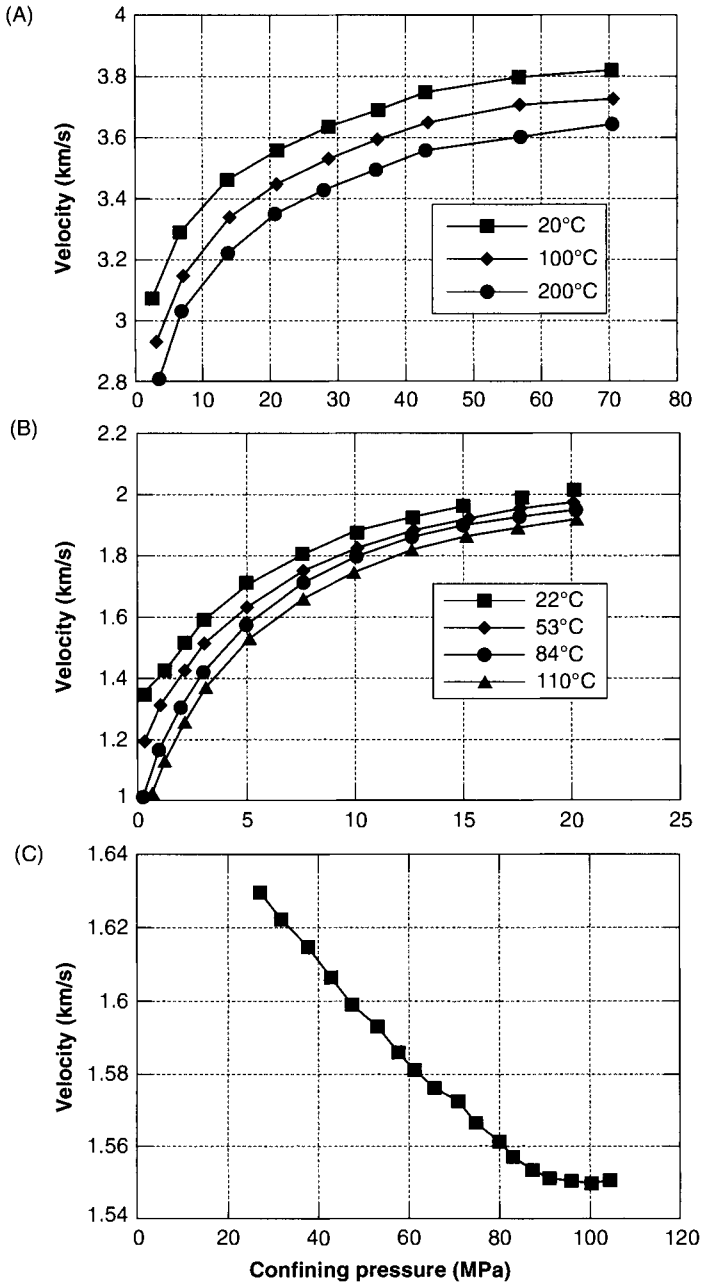 (A)
Velocity (km/s)
4
3.8
3.6
3.4
3.2
3
2.8
20°C
100°C
200°C
0 10 20 30 40 50 60 70 80
(B)
Velocity (km/s)
2.2
2
1.8
1.6
1.4
1.2
1
22°C
53°C
84°C
110°C
0 5 10 15 20 25
(C)
Velocity (km/s)
1.64
1.62
1.6
1.58
1.56
1.54
0 20 40 60 80 100 120
Confining pressure (MPa)